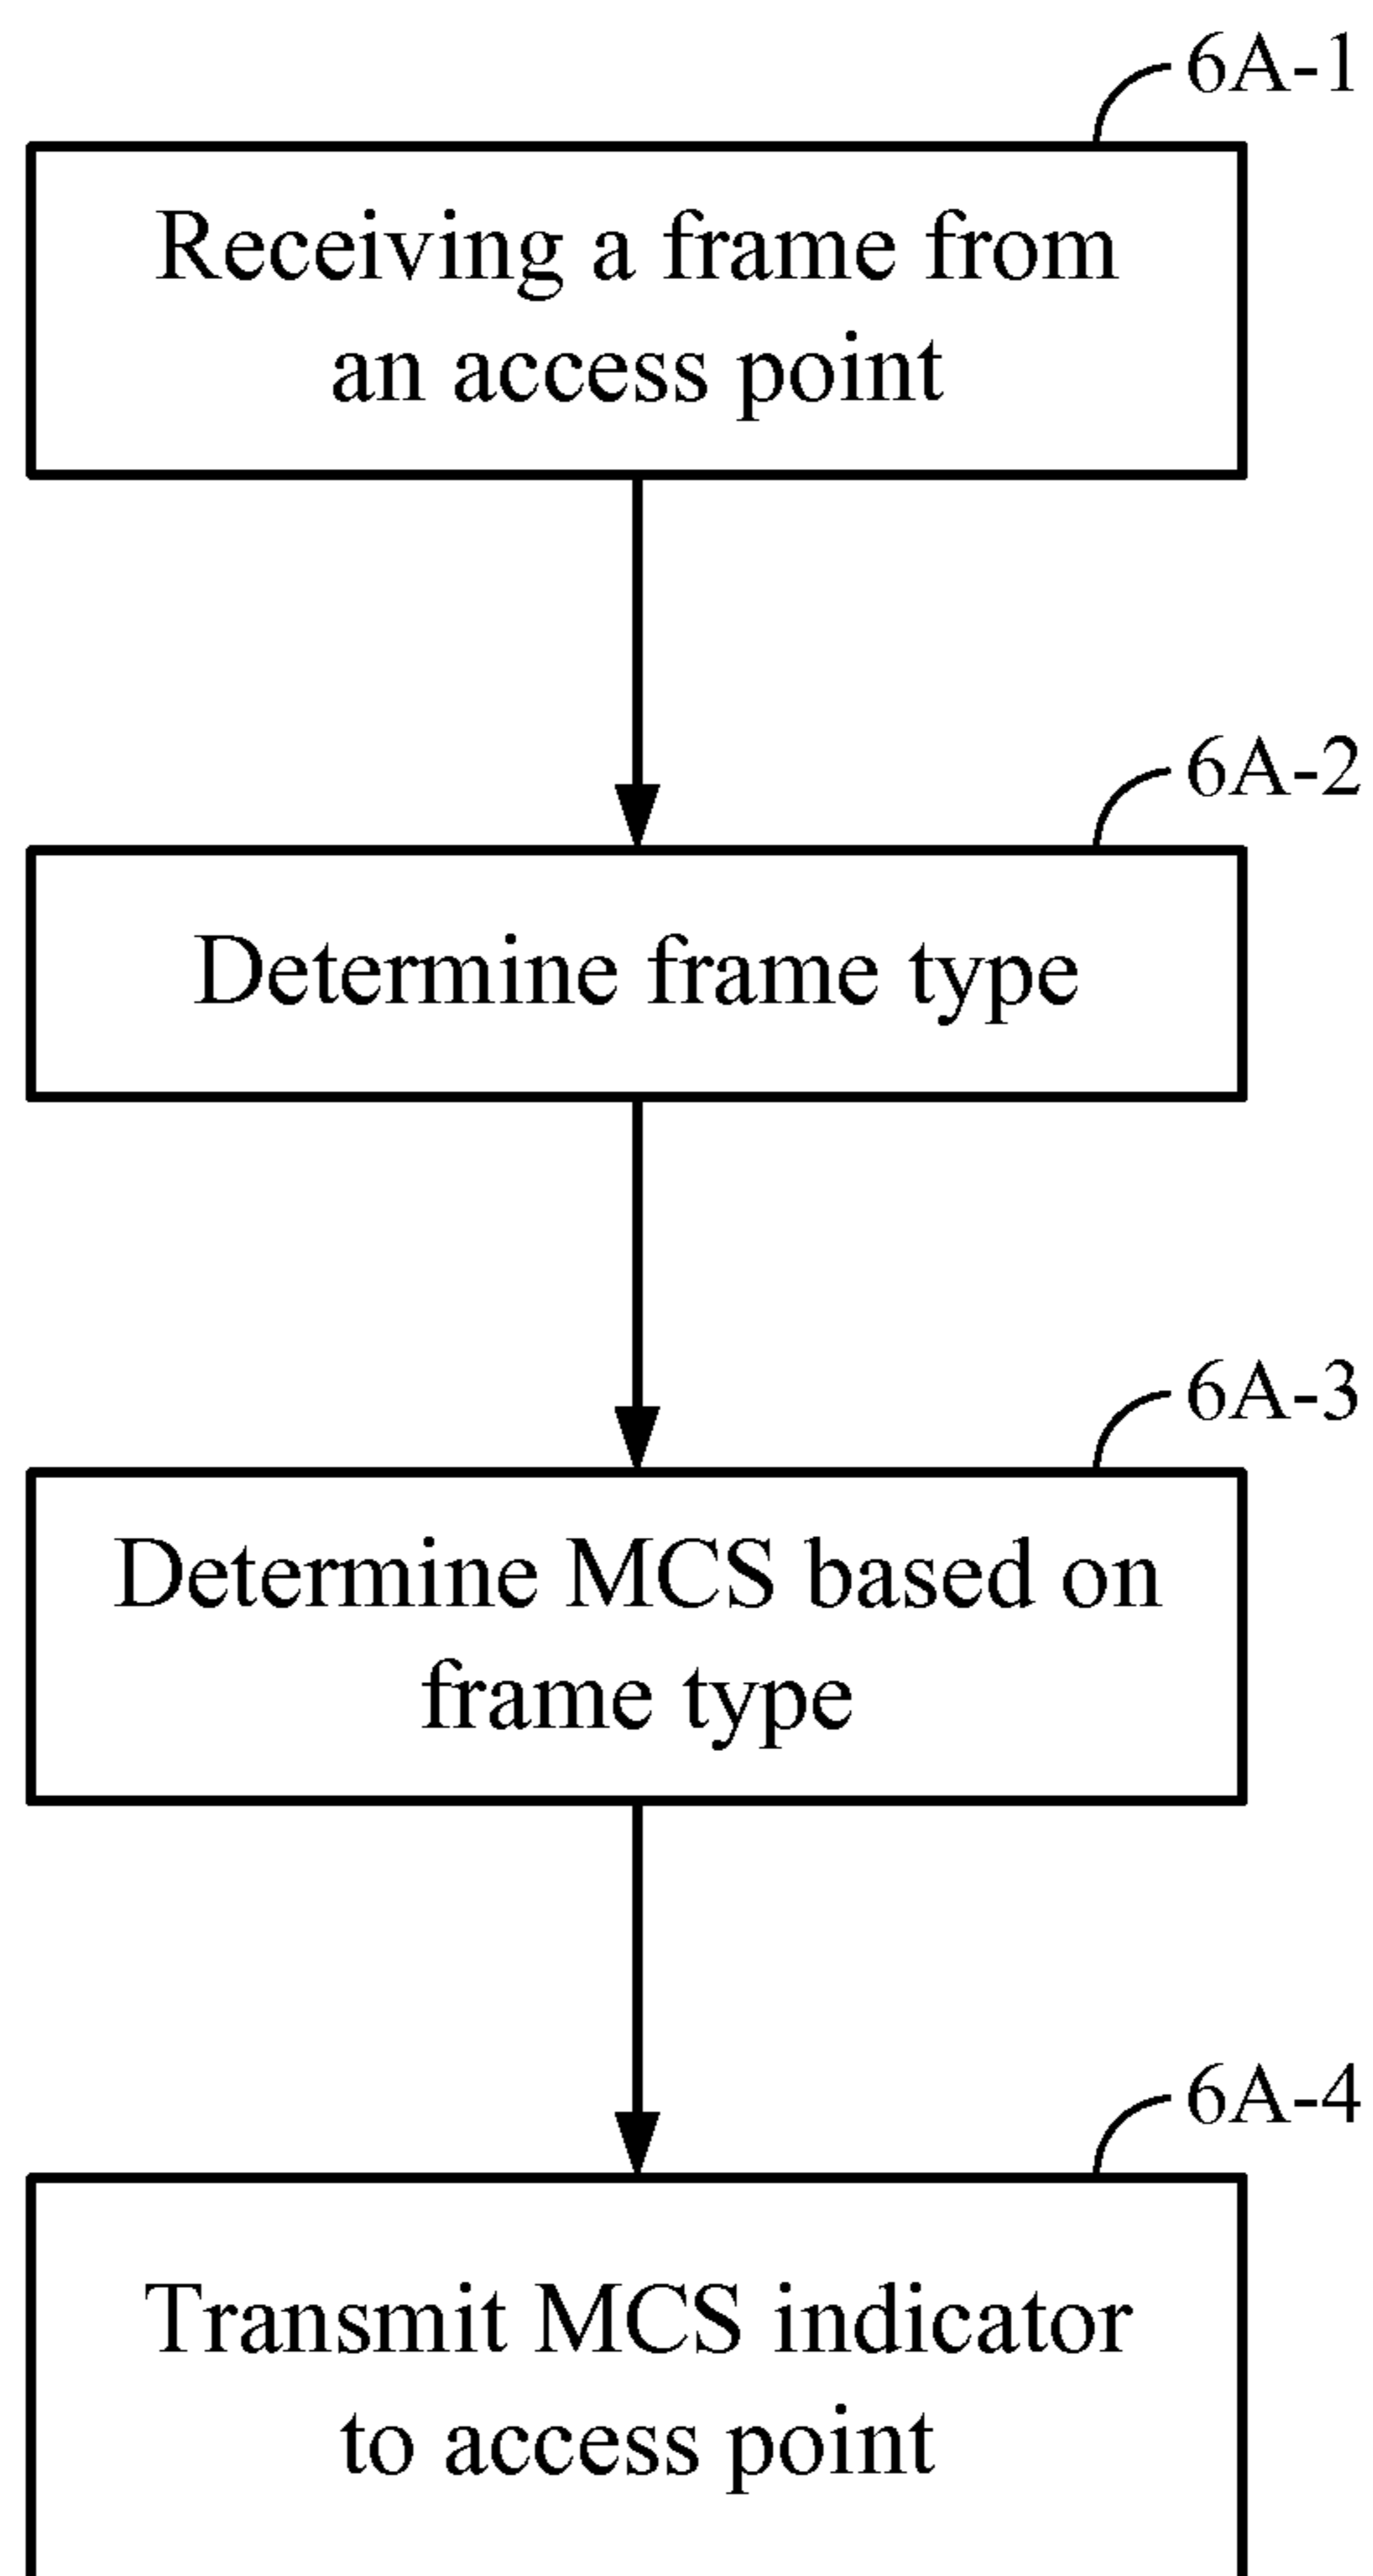 6A-1
Receiving a frame from
an access point
6A-2
Determine frame type
6A-3
Determine MCS based on
frame type
6A-4
Transmit MCS indicator
to access point